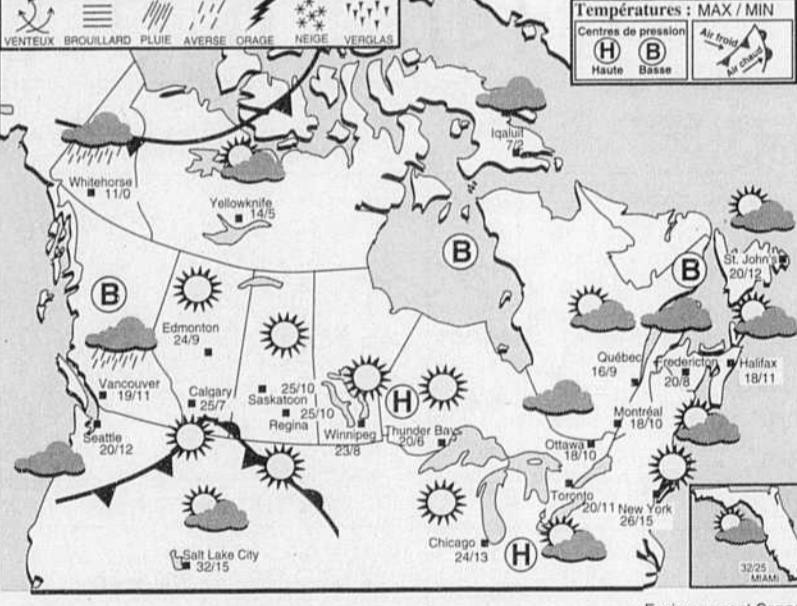 VENTEUX BROUILLARD PLUIE AVERSE ORAGE NEIGE VERGLAS
Températures : MAX / MIN
Centres de pression
H B
Haute Basse
Air froid
Air chaud
Iqaluit
7/2
Whitehorse
11/0
Yellowknife
14/5
B
B
B
St. John's
20/12
Edmonton
24/9
Vancouver
19/11
Calgary
25/7
25/10
Saskatoon
25/10
Regina
H
Winnipeg
23/8
Thunder Bay
20/6
Québec
16/9
Fredericton
20/8
Halifax
18/11
Montréal
18/10
Seattle
20/12
Ottawa
18/10
Toronto
20/11
New York
26/15
Salt Lake City
32/15
Chicago
24/13
H
32/25
MIAMI